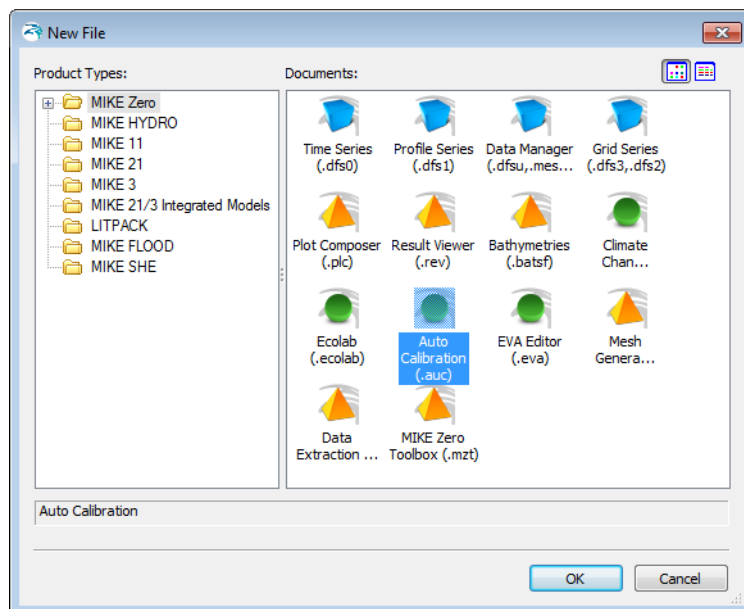 New File
Product Types:
Documents:
MIKE Zero
MIKE HYDRO
MIKE 11
MIKE 21
MIKE 3
MIKE 21/3 Integrated Models
LITPACK
MIKE FLOOD
MIKE SHE
Time Series
(.dfs0)
Profile Series
(.dfs1)
Data Manager
(.dfsu,.mes...
Grid Series
(.dfs3,.dfs2)
Plot Composer
(.plc)
Result Viewer
(.rev)
Bathymetries
(.batsf)
Climate
Chan...
Ecolab
(.ecolab)
Auto
Calibration
(.auc)
EVA Editor
(.eva)
Mesh
Genera...
Data
Extraction ...
MIKE Zero
Toolbox (.mzt)
Auto Calibration
OK
Cancel